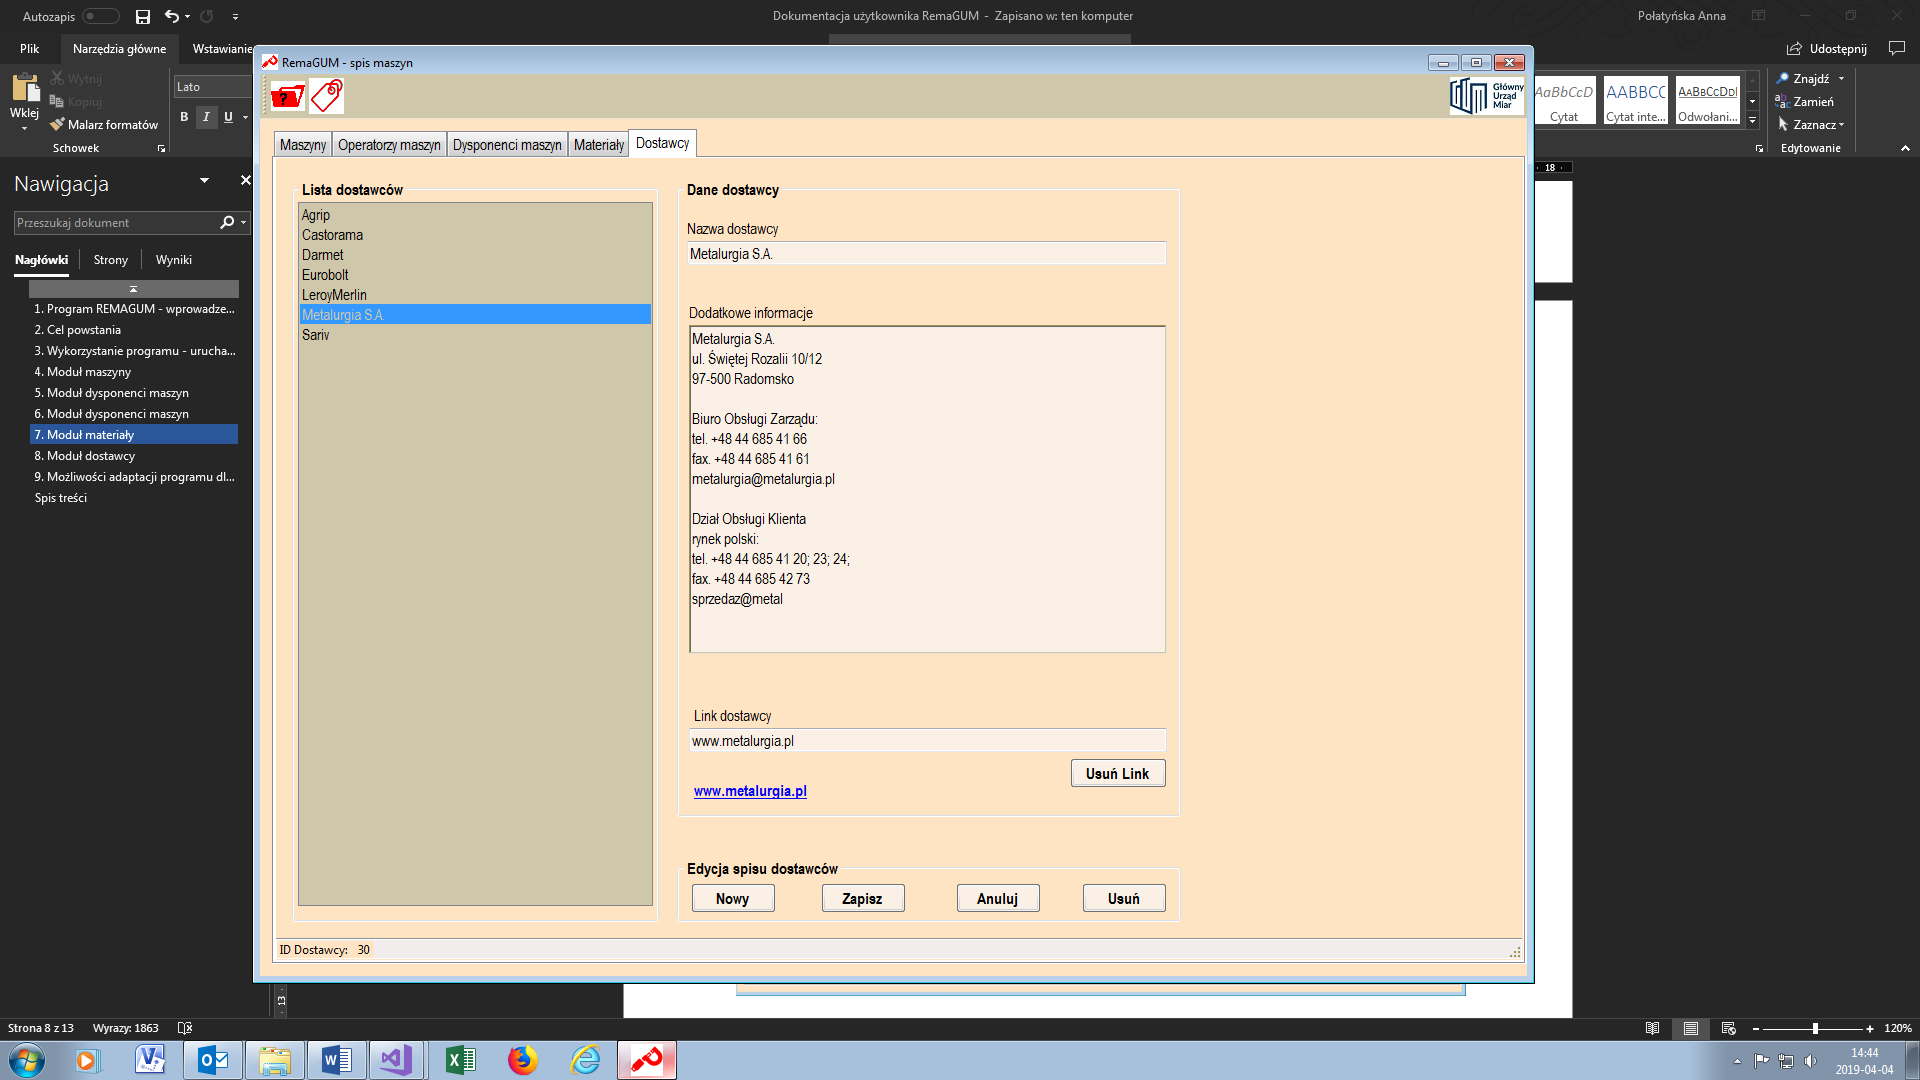 Autozapis
Dokumentacja użytkownika RemaGUM - Zapisano w: ten komputer
Połatyńska Anna
Plik
Narzędzia główne
Wstawianie
Udostępnij
Wklej
Wytnij
Kopiuj
Malarz formatów
Schowek
Lato
B I U
AaBbCcD
Cytat
AABBCC
Cytat inte...
AABBCCDDI
Odwołani...
Znajdź
Zamień
Zaznacz
Edytowanie
18
Nawigacja
Przeszukaj dokument
Nagłówki
Strony
Wyniki
1. Program REMAGUM - wprowadze...
2. Cel powstania
3. Wykorzystanie programu - urucha...
4. Moduł maszyny
5. Moduł dysponenci maszyn
6. Moduł dysponenci maszyn
7. Moduł materiały
8. Moduł dostawcy
9. Możliwości adaptacji programu dl...
Spis treści
RemaGUM - spis maszyn
Główny
Urząd
Miar
Maszyny
Operatorzy maszyn
Dysponenci maszyn
Materiały
Dostawcy
Lista dostawców
Agrip
Castorama
Darmet
Eurobolt
LeroyMerlin
Metalurgia S.A.
Sariv
Dane dostawcy
Nazwa dostawcy
Metalurgia S.A.
Dodatkowe informacje
Metalurgia S.A.
ul. Świętej Rozalii 10/12
97-500 Radomsko
Biuro Obsługi Zarządu:
tel. +48 44 685 41 66
fax. +48 44 685 41 61
metalurgia@metalurgia.pl
Dział Obsługi Klienta
rynek polski:
tel. +48 44 685 41 20; 23; 24;
fax. +48 44 685 42 73
sprzedaz@metal
Link dostawcy
www.metalurgia.pl
Usuń Link
www.metalurgia.pl
Edycja spisu dostawców
Nowy
Zapisz
Anuluj
Usuń
ID Dostawcy: 30
13
Strona 8 z 13
Wyrazy: 1863
120%
14:44
2019-04-04